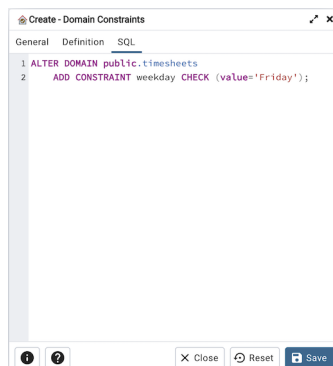 Create - Domain Constraints
General Definition SQL
1 ALTER DOMAIN public.timesheets
2 ADD CONSTRAINT weekday CHECK (value='Friday');
Close Reset Save